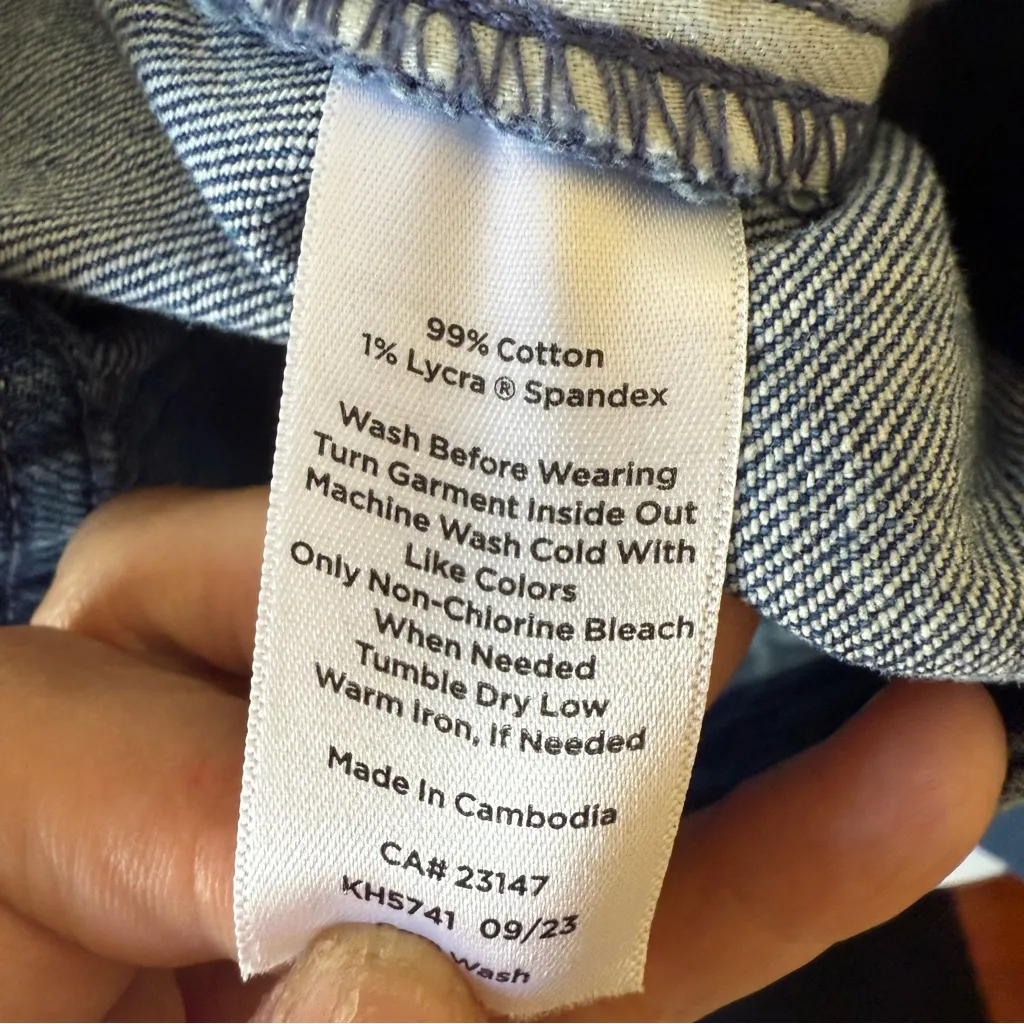 99% Cotton
1% Lycra ® Spandex
Wash Before Wearing
Turn Garment Inside Out
Machine Wash Cold With
Like Colors
Only Non-Chlorine Bleach
When Needed
Tumble Dry Low
Warm Iron, If Needed
Made In Cambodia
CA# 23147
KH5741 09/23
Wash